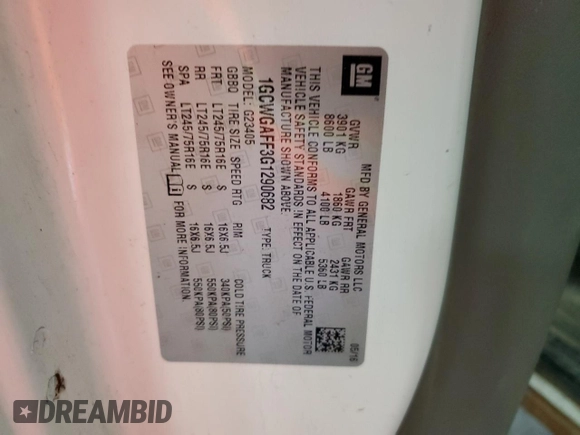 GM
MFD BY GENERAL MOTORS LLC
GVWR GAWR FRT GAWR RR
3901 KG 1860 KG 2431 KG
8600 LB 4100 LB 5360 LB
05/16
THIS VEHICLE CONFORMS TO ALL APPLICABLE U.S. FEDERAL MOTOR
VEHICLE SAFETY STANDARDS IN EFFECT ON THE DATE OF
MANUFACTURE SHOWN ABOVE.
1GCWGAFF3G1290682 TYPE: TRUCK
MODEL: G23405
GBBQ TIRE SIZE SPEED RTG RIM COLD TIRE PRESSURE
FRT LT245/75R16E S 16X6.5J 340KPA(50PSI)
RR LT245/75R16E S 16X6.5J 550KPA(80PSI)
SPA LT245/75R16E S 16X6.5J 550KPA(80PSI)
SEE OWNER'S MANUAL FOR MORE INFORMATION.
DREAMBID